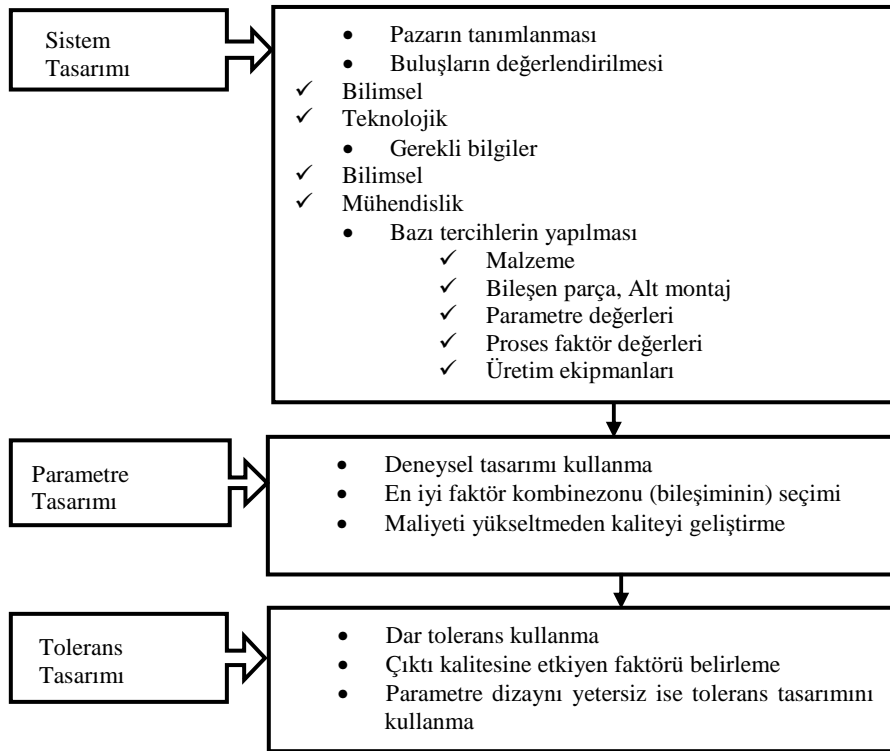 Sistem
Tasarımı
• Pazarın tanımlanması
• Buluşların değerlendirilmesi
✓ Bilimsel
✓ Teknolojik
• Gerekli bilgiler
✓ Bilimsel
✓ Mühendislik
• Bazı tercihlerin yapılması
✓ Malzeme
✓ Bileşen parça, Alt montaj
✓ Parametre değerleri
✓ Proses faktör değerleri
✓ Üretim ekipmanları
Parametre
Tasarımı
• Deneysel tasarımı kullanma
• En iyi faktör kombinezonu (bileşiminin) seçimi
• Maliyeti yükseltmeden kaliteyi geliştirme
Tolerans
Tasarımı
• Dar tolerans kullanma
• Çıktı kalitesine etkiyen faktörü belirleme
• Parametre dizaynı yetersiz ise tolerans tasarımını
kullanma